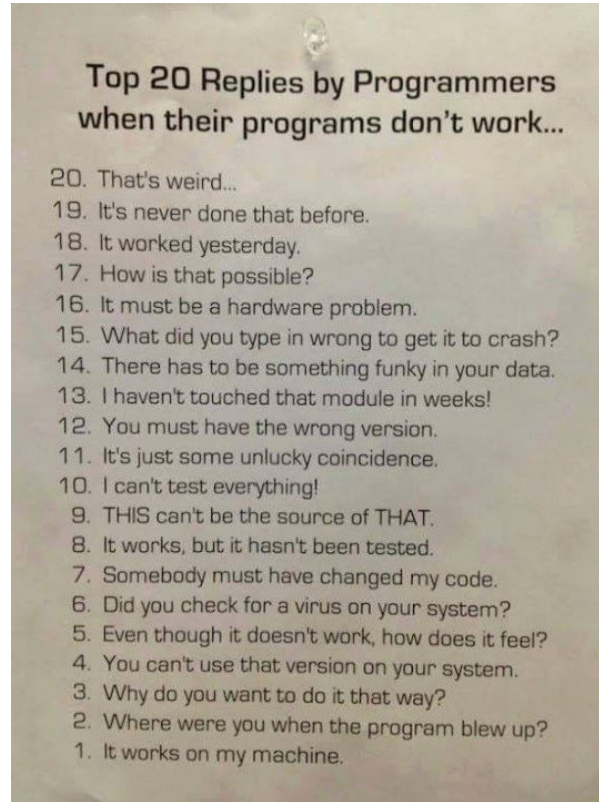 Top 20 Replies by Programmers
when their programs don't work...
20. That's weird...
19. It's never done that before.
18. It worked yesterday.
17. How is that possible?
16. It must be a hardware problem.
15. What did you type in wrong to get it to crash?
14. There has to be something funky in your data.
13. I haven't touched that module in weeks!
12. You must have the wrong version.
11. It's just some unlucky coincidence.
10. I can't test everything!
9. THIS can't be the source of THAT.
8. It works, but it hasn't been tested.
7. Somebody must have changed my code.
6. Did you check for a virus on your system?
5. Even though it doesn't work, how does it feel?
4. You can't use that version on your system.
3. Why do you want to do it that way?
2. Where were you when the program blew up?
1. It works on my machine.